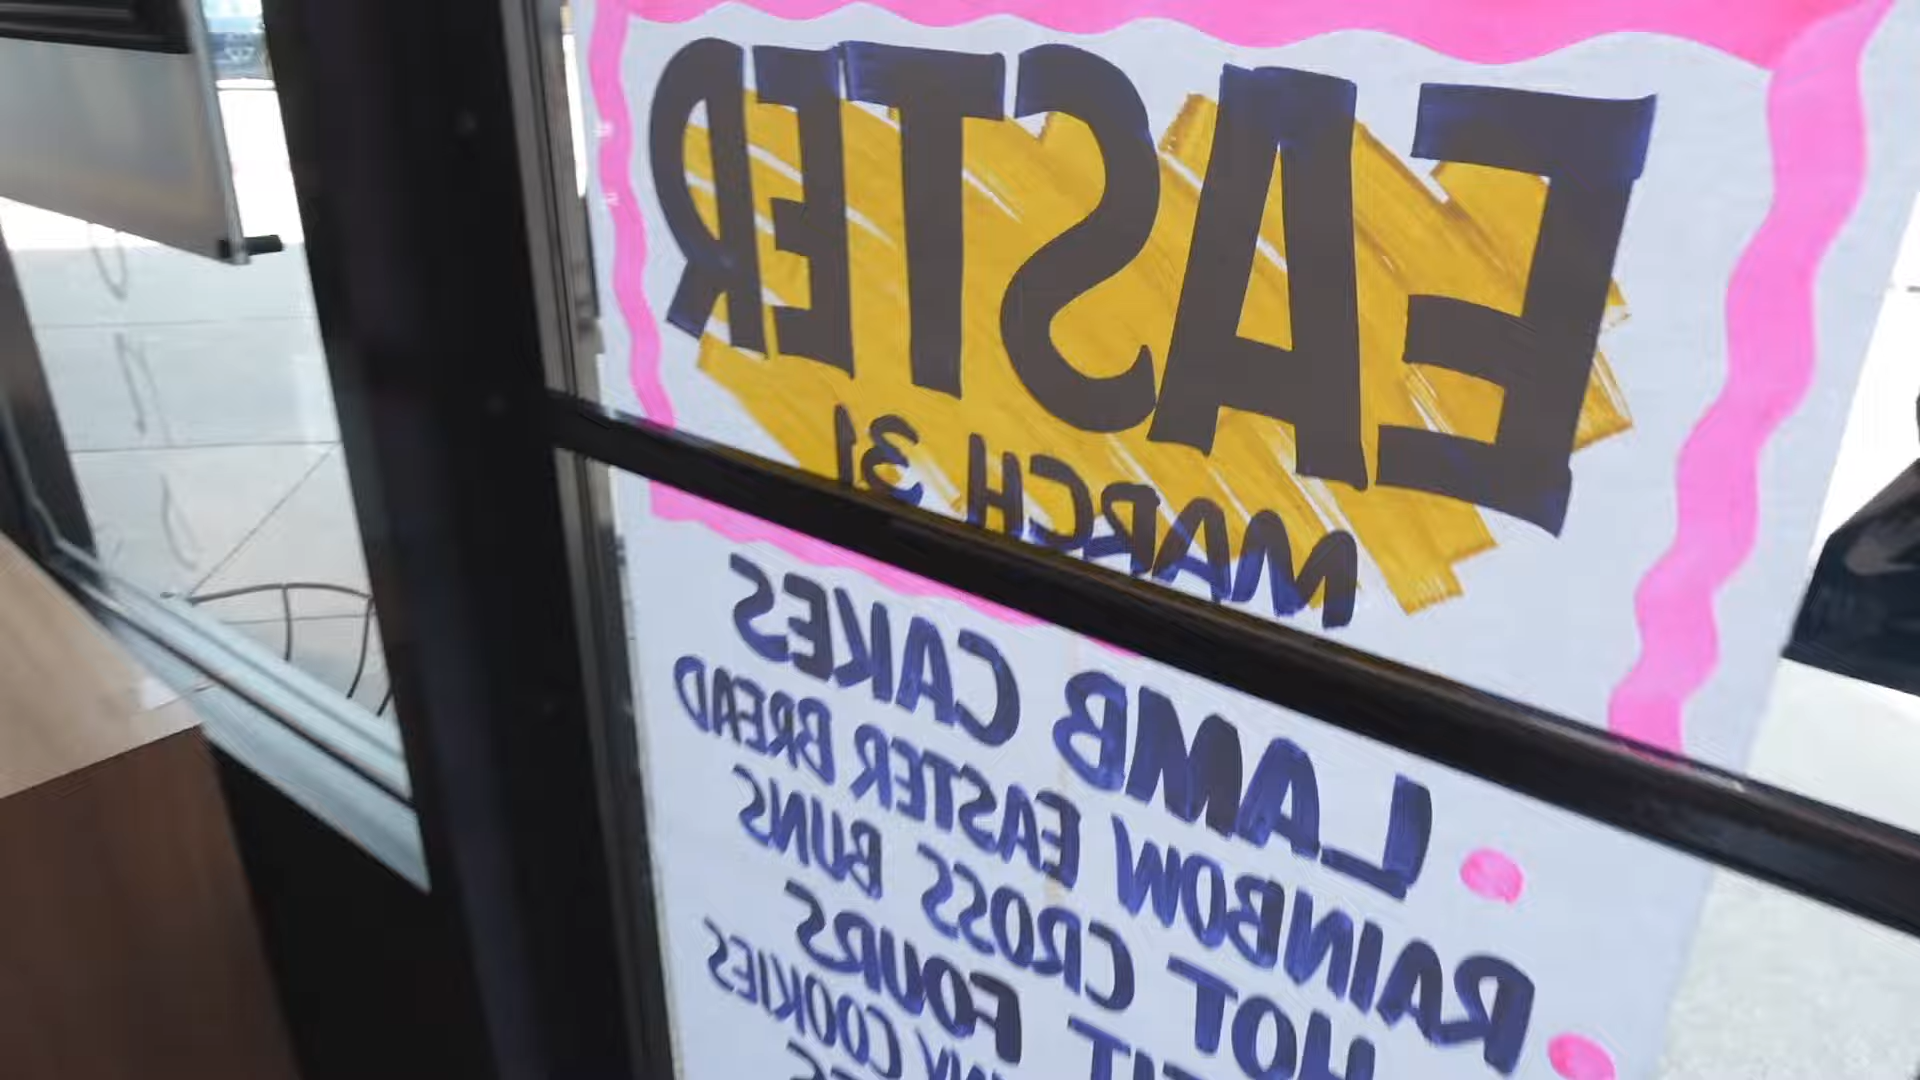 EASTER
MARCH 31
LAMB CAKES
RAINBOW EASTER BREAD
HOT CROSS BUNS
FOURS
COOKIES